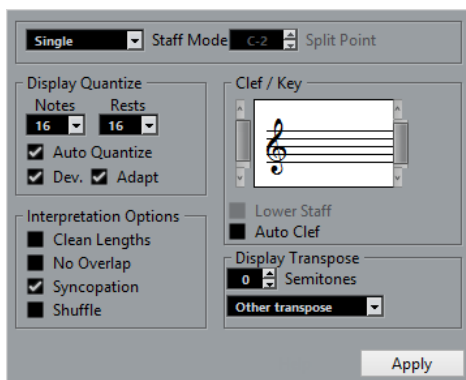 Single Staff Mode C-2 Split Point
Display Quantize
Notes Rests
16 16
Auto Quantize
Dev. Adapt
Interpretation Options
Clean Lengths
No Overlap
Syncopation
Shuffle
Clef / Key
Lower Staff
Auto Clef
Display Transpose
0 Semitones
Other transpose
Apply